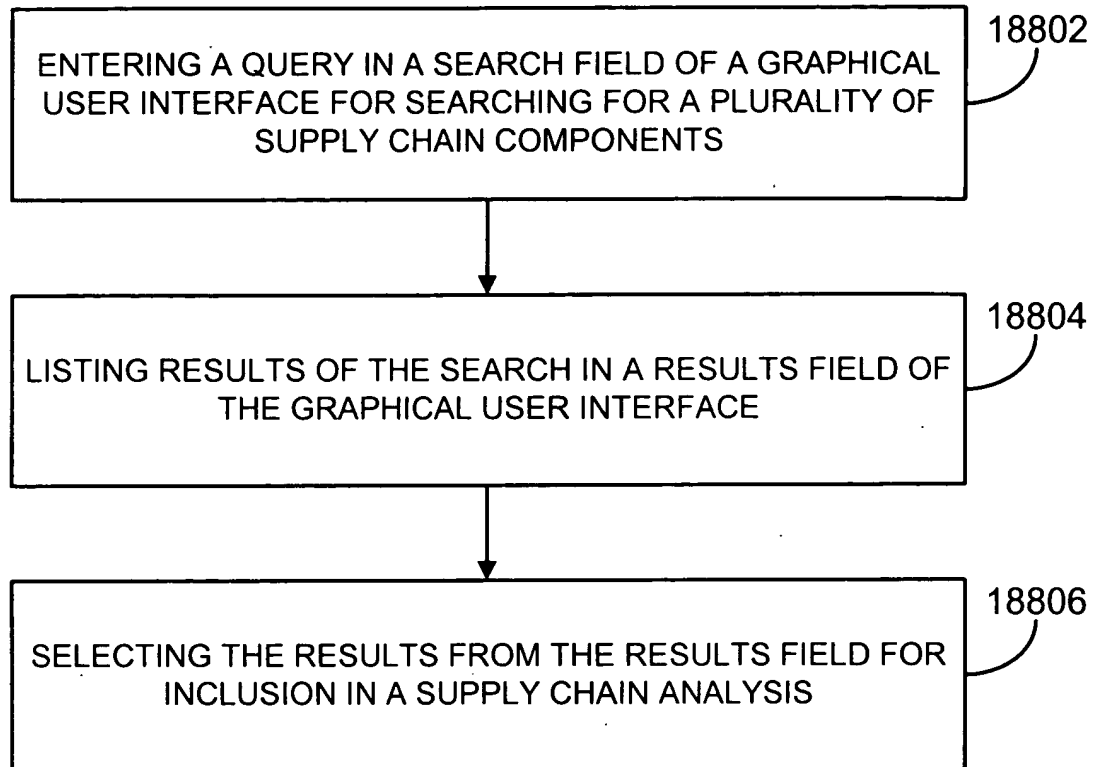 18802
ENTERING A QUERY IN A SEARCH FIELD OF A GRAPHICAL
USER INTERFACE FOR SEARCHING FOR A PLURALITY OF
SUPPLY CHAIN COMPONENTS
18804
LISTING RESULTS OF THE SEARCH IN A RESULTS FIELD OF
THE GRAPHICAL USER INTERFACE
18806
SELECTING THE RESULTS FROM THE RESULTS FIELD FOR
INCLUSION IN A SUPPLY CHAIN ANALYSIS